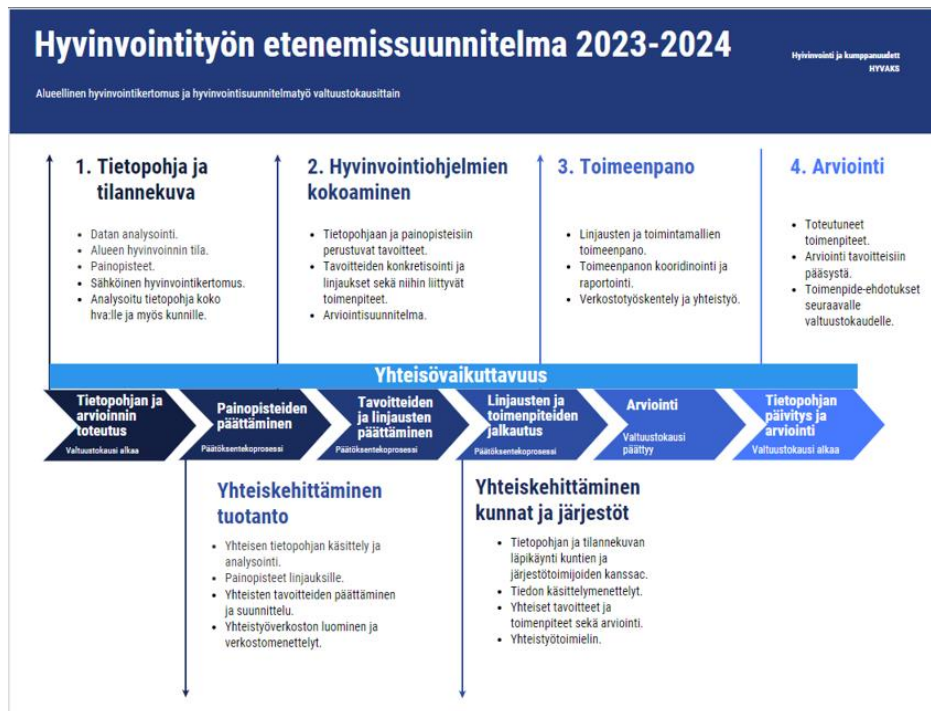 Hyvinvointityön etenemissuunnitelma 2023-2024
Hyivinvointi ja kumppanuudett
HYVAKS
Alueellinen hyvinvointikertomus ja hyvinvointisuunnitelmatyö valtuustokausittain
1. Tietopohja ja
tilannekuva
• Datan analysointi.
• Alueen hyvinvoinnin tila.
• Painopisteet.
• Sähköinen hyvinvointikertomus.
• Analysoitu tietopohja koko
hva:lle ja myös kunnille.
2. Hyvinvointiohjelmien
kokoaminen
• Tietopohjaan ja painopisteisiin
perustuvat tavoitteet.
• Tavoitteiden konkretisointi ja
linjaukset sekä niihin liittyvät
toimenpiteet.
• Arviointisuunnitelma.
3. Toimeenpano
• Linjausten ja toimintamallien
toimeenpano.
• Toimeenpanon kooridinointi ja
raportointi.
• Verkostotyöskentely ja yhteistyö.
4. Arviointi
• Toteutuneet
toimenpiteet.
• Arviointi tavoitteisiin
pääsystä.
• Toimenpide-ehdotukset
seuraavalle
valtuustokaudelle.
Yhteisövaikuttavuus
Tietopohjan ja
arvioinnin
toteutus
Valtuustokausi alkaa
Painopisteiden
päättäminen
Päätöksentekoprosessi
Tavoitteiden
ja linjausten
päättäminen
Päätöksentekoprosessi
Linjausten ja
toimenpiteiden
jalkautus
Päätöksentekoprosessi
Arviointi
Valtuustokausi
päättyy
Tietopohjan
päivitys ja
arviointi
Valtuustokausi alkaa
Yhteiskehittäminen
tuotanto
• Yhteisen tietopohjan käsittely ja
analysointi.
• Painopisteet linjauksille.
• Yhteisten tavoitteiden päättäminen
ja suunnittelu.
• Yhteistyöverkoston luominen ja
verkostomenettelyt.
Yhteiskehittäminen
kunnat ja järjestöt
• Tietopohjan ja tilannekuvan
läpikäynti kuntien ja
järjestötoimijoiden kanssac.
• Tiedon käsittelymenettelyt.
• Yhteiset tavoitteet ja
toimenpiteet sekä arviointi.
• Yhteistyötoimielin.